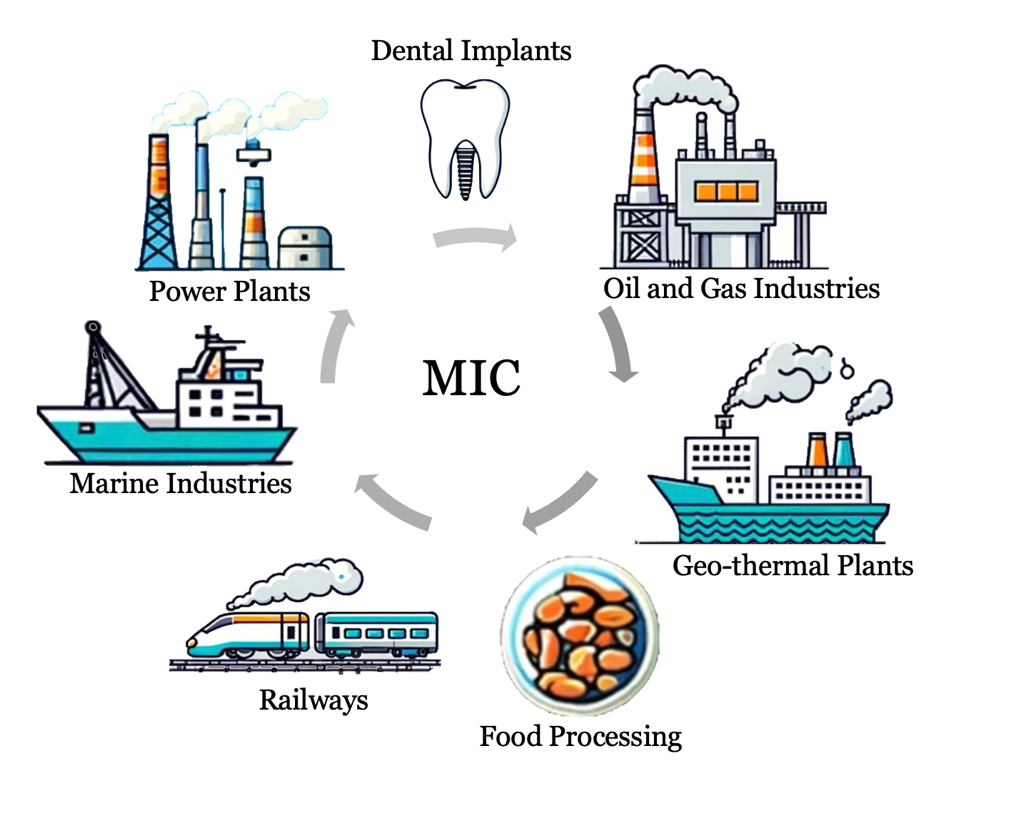 Dental Implants
Power Plants
Oil and Gas Industries
MIC
Marine Industries
Geo-thermal Plants
Railways
Food Processing